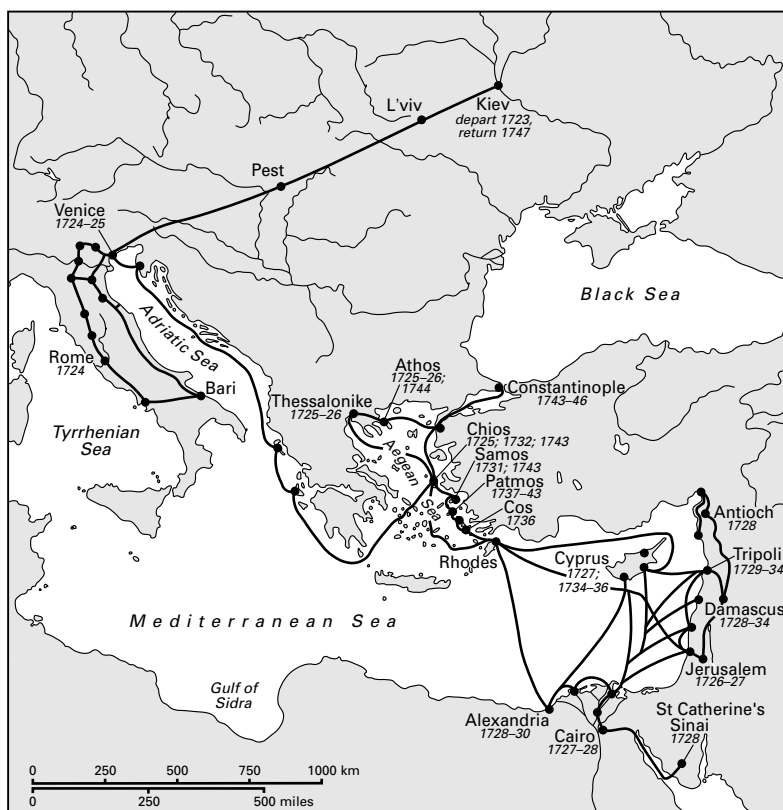 L'viv
Kiev
depart 1723,
return 1747
Pest
Venice
1724–25
Black Sea
Adriatic Sea
Rome
1724
Bari
Athos
1725–26;
1744
Constantinople
1743–46
Thessalonike
1725–26
Tyrrhenian
Sea
Aegean
Sea
Chios
1725; 1732; 1743
Samos
1731; 1743
Patmos
1737–43
Cos
1736
Antioch
1728
Rhodes
Cyprus
1727;
1734–36
Tripoli
1729–34
Mediterranean Sea
Damascus
1728–34
Jerusalem
1726–27
Gulf of
Sidra
Alexandria
1728–30
Cairo
1727–28
St Catherine's
Sinai
1728
0 250 500 750 1000 km
0 250 500 miles